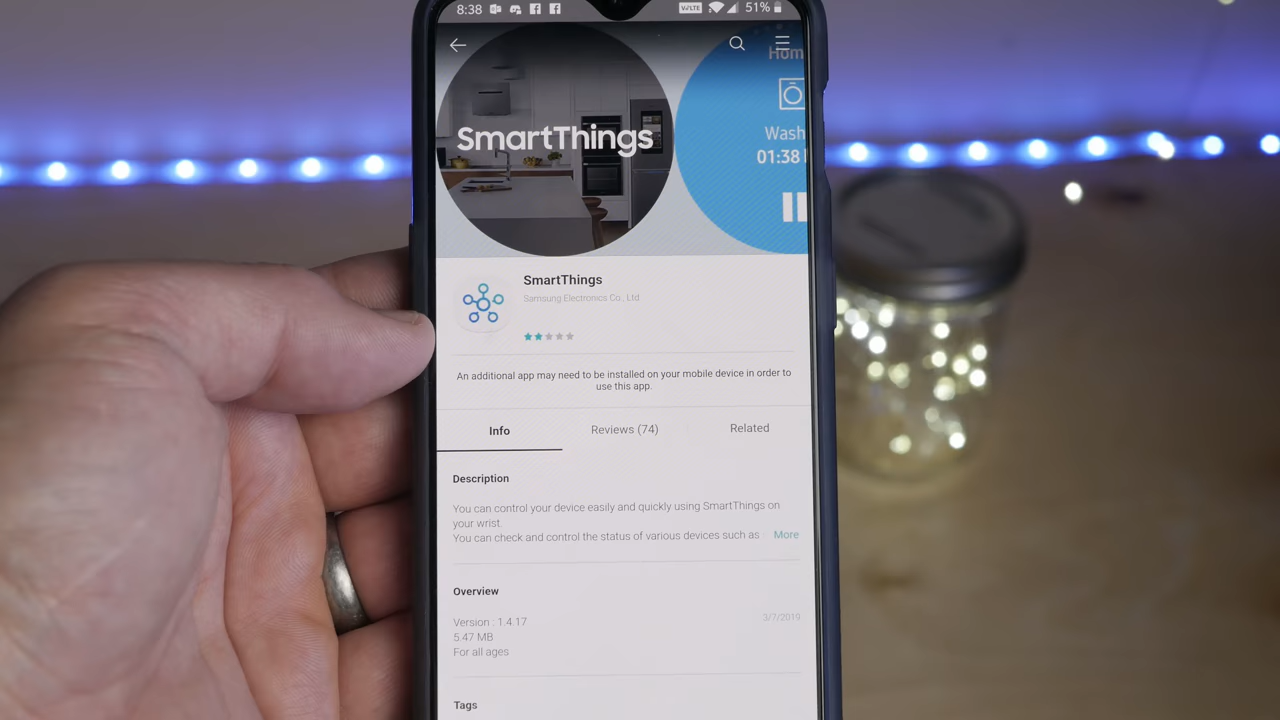 8:38 VoLTE 51%
SmartThings
Hom
Wash
01:38
SmartThings
Samsung Electronics Co., Ltd
An additional app may need to be installed on your mobile device in order to
use this app.
Info Reviews (74) Related
Description
You can control your device easily and quickly using SmartThings on
your wrist.
You can check and control the status of various devices such as More
Overview
Version : 1.4.17 3/7/2019
5.47 MB
For all ages
Tags